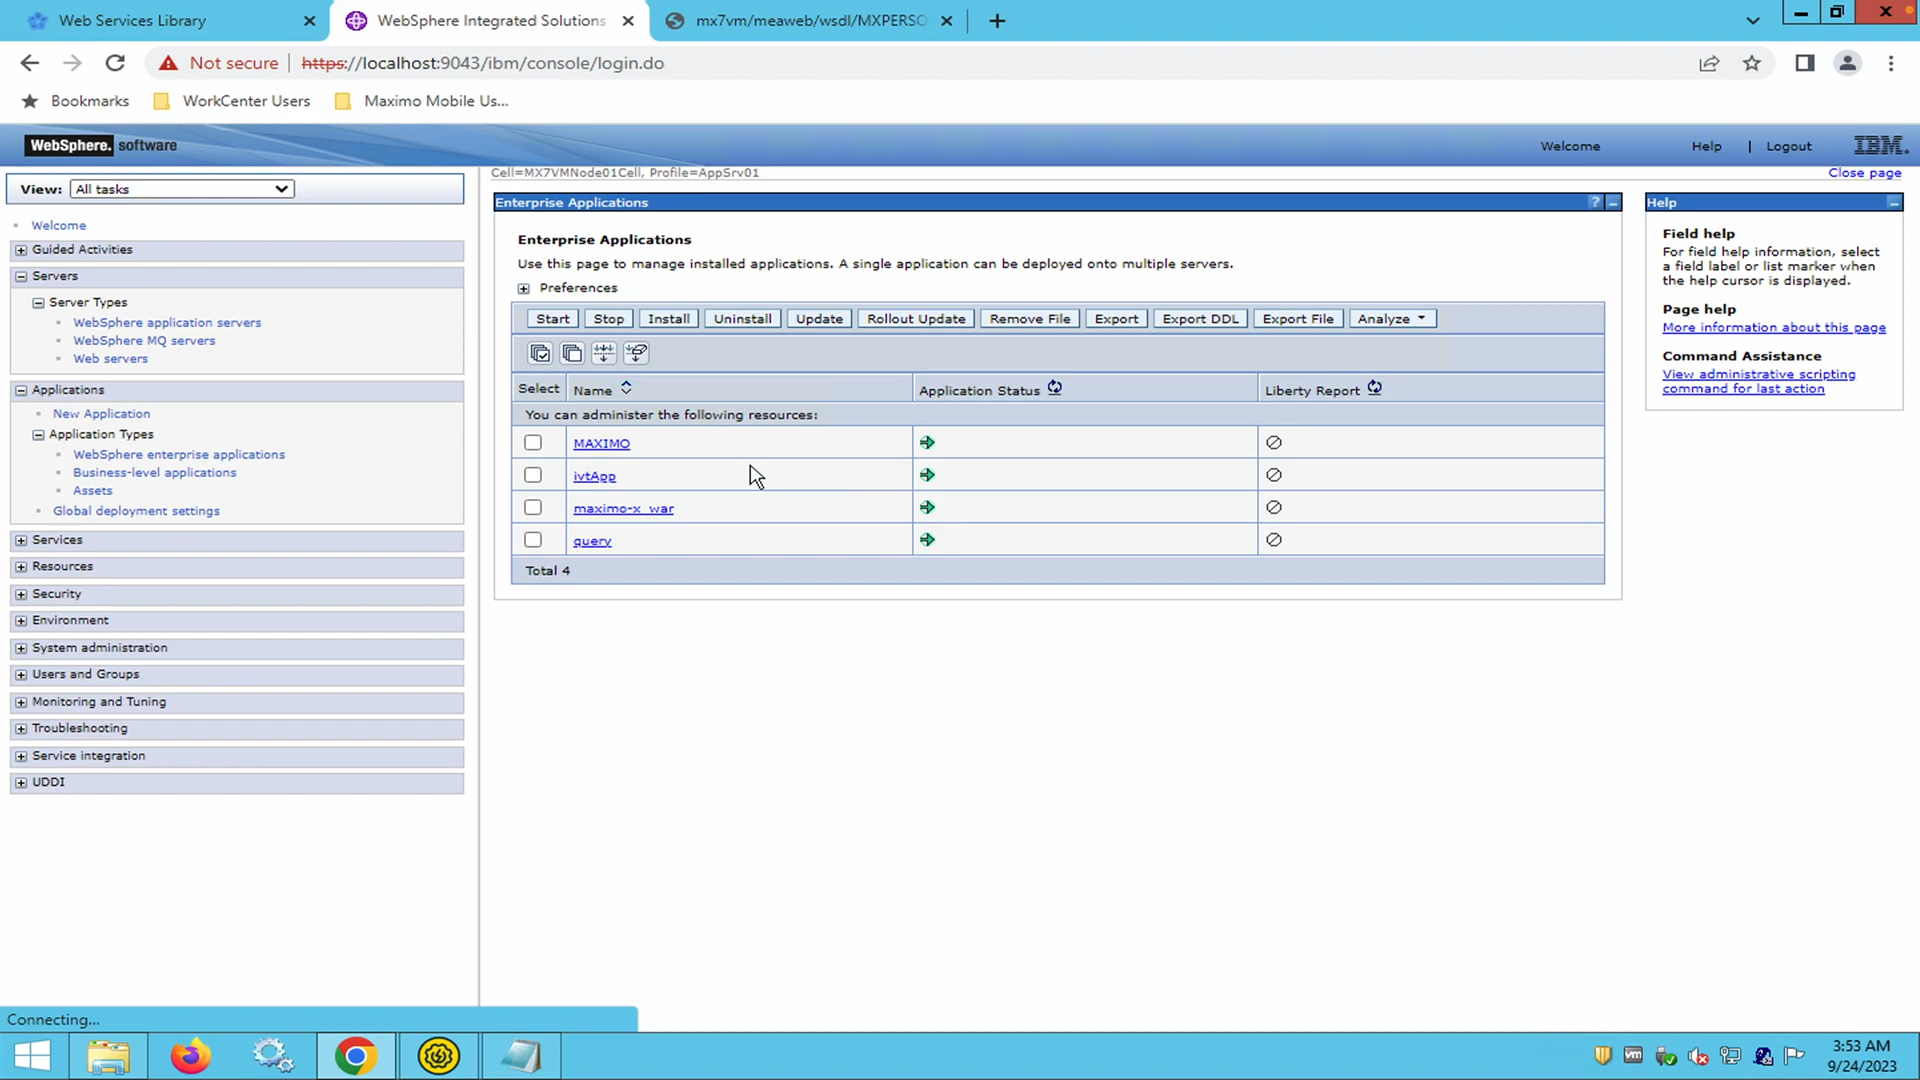 Web Services Library
WebSphere Integrated Solutions
mx7vm/meaweb/wsdl/MXPERSO
Not secure
https://localhost:9043/ibm/console/login.do
Bookmarks
WorkCenter Users
Maximo Mobile Us...
WebSphere. software
Welcome
Help
|
Logout
IBM.
View:
All tasks
Cell=MX7VMNode01Cell, Profile=AppSrv01
Close page
Welcome
Guided Activities
Servers
Server Types
WebSphere application servers
WebSphere MQ servers
Web servers
Applications
New Application
Application Types
WebSphere enterprise applications
Business-level applications
Assets
Global deployment settings
Services
Resources
Security
Environment
System administration
Users and Groups
Monitoring and Tuning
Troubleshooting
Service integration
UDDI
Enterprise Applications
?
Enterprise Applications
Use this page to manage installed applications. A single application can be deployed onto multiple servers.
Preferences
Start
Stop
Install
Uninstall
Update
Rollout Update
Remove File
Export
Export DDL
Export File
Analyze
Select
Name
Application Status
Liberty Report
You can administer the following resources:
MAXIMO
ivtApp
maximo-x_war
query
Total 4
Help
Field help
For field help information, select
a field label or list marker when
the help cursor is displayed.
Page help
More information about this page
Command Assistance
View administrative scripting
command for last action
Connecting...
3:53 AM
9/24/2023